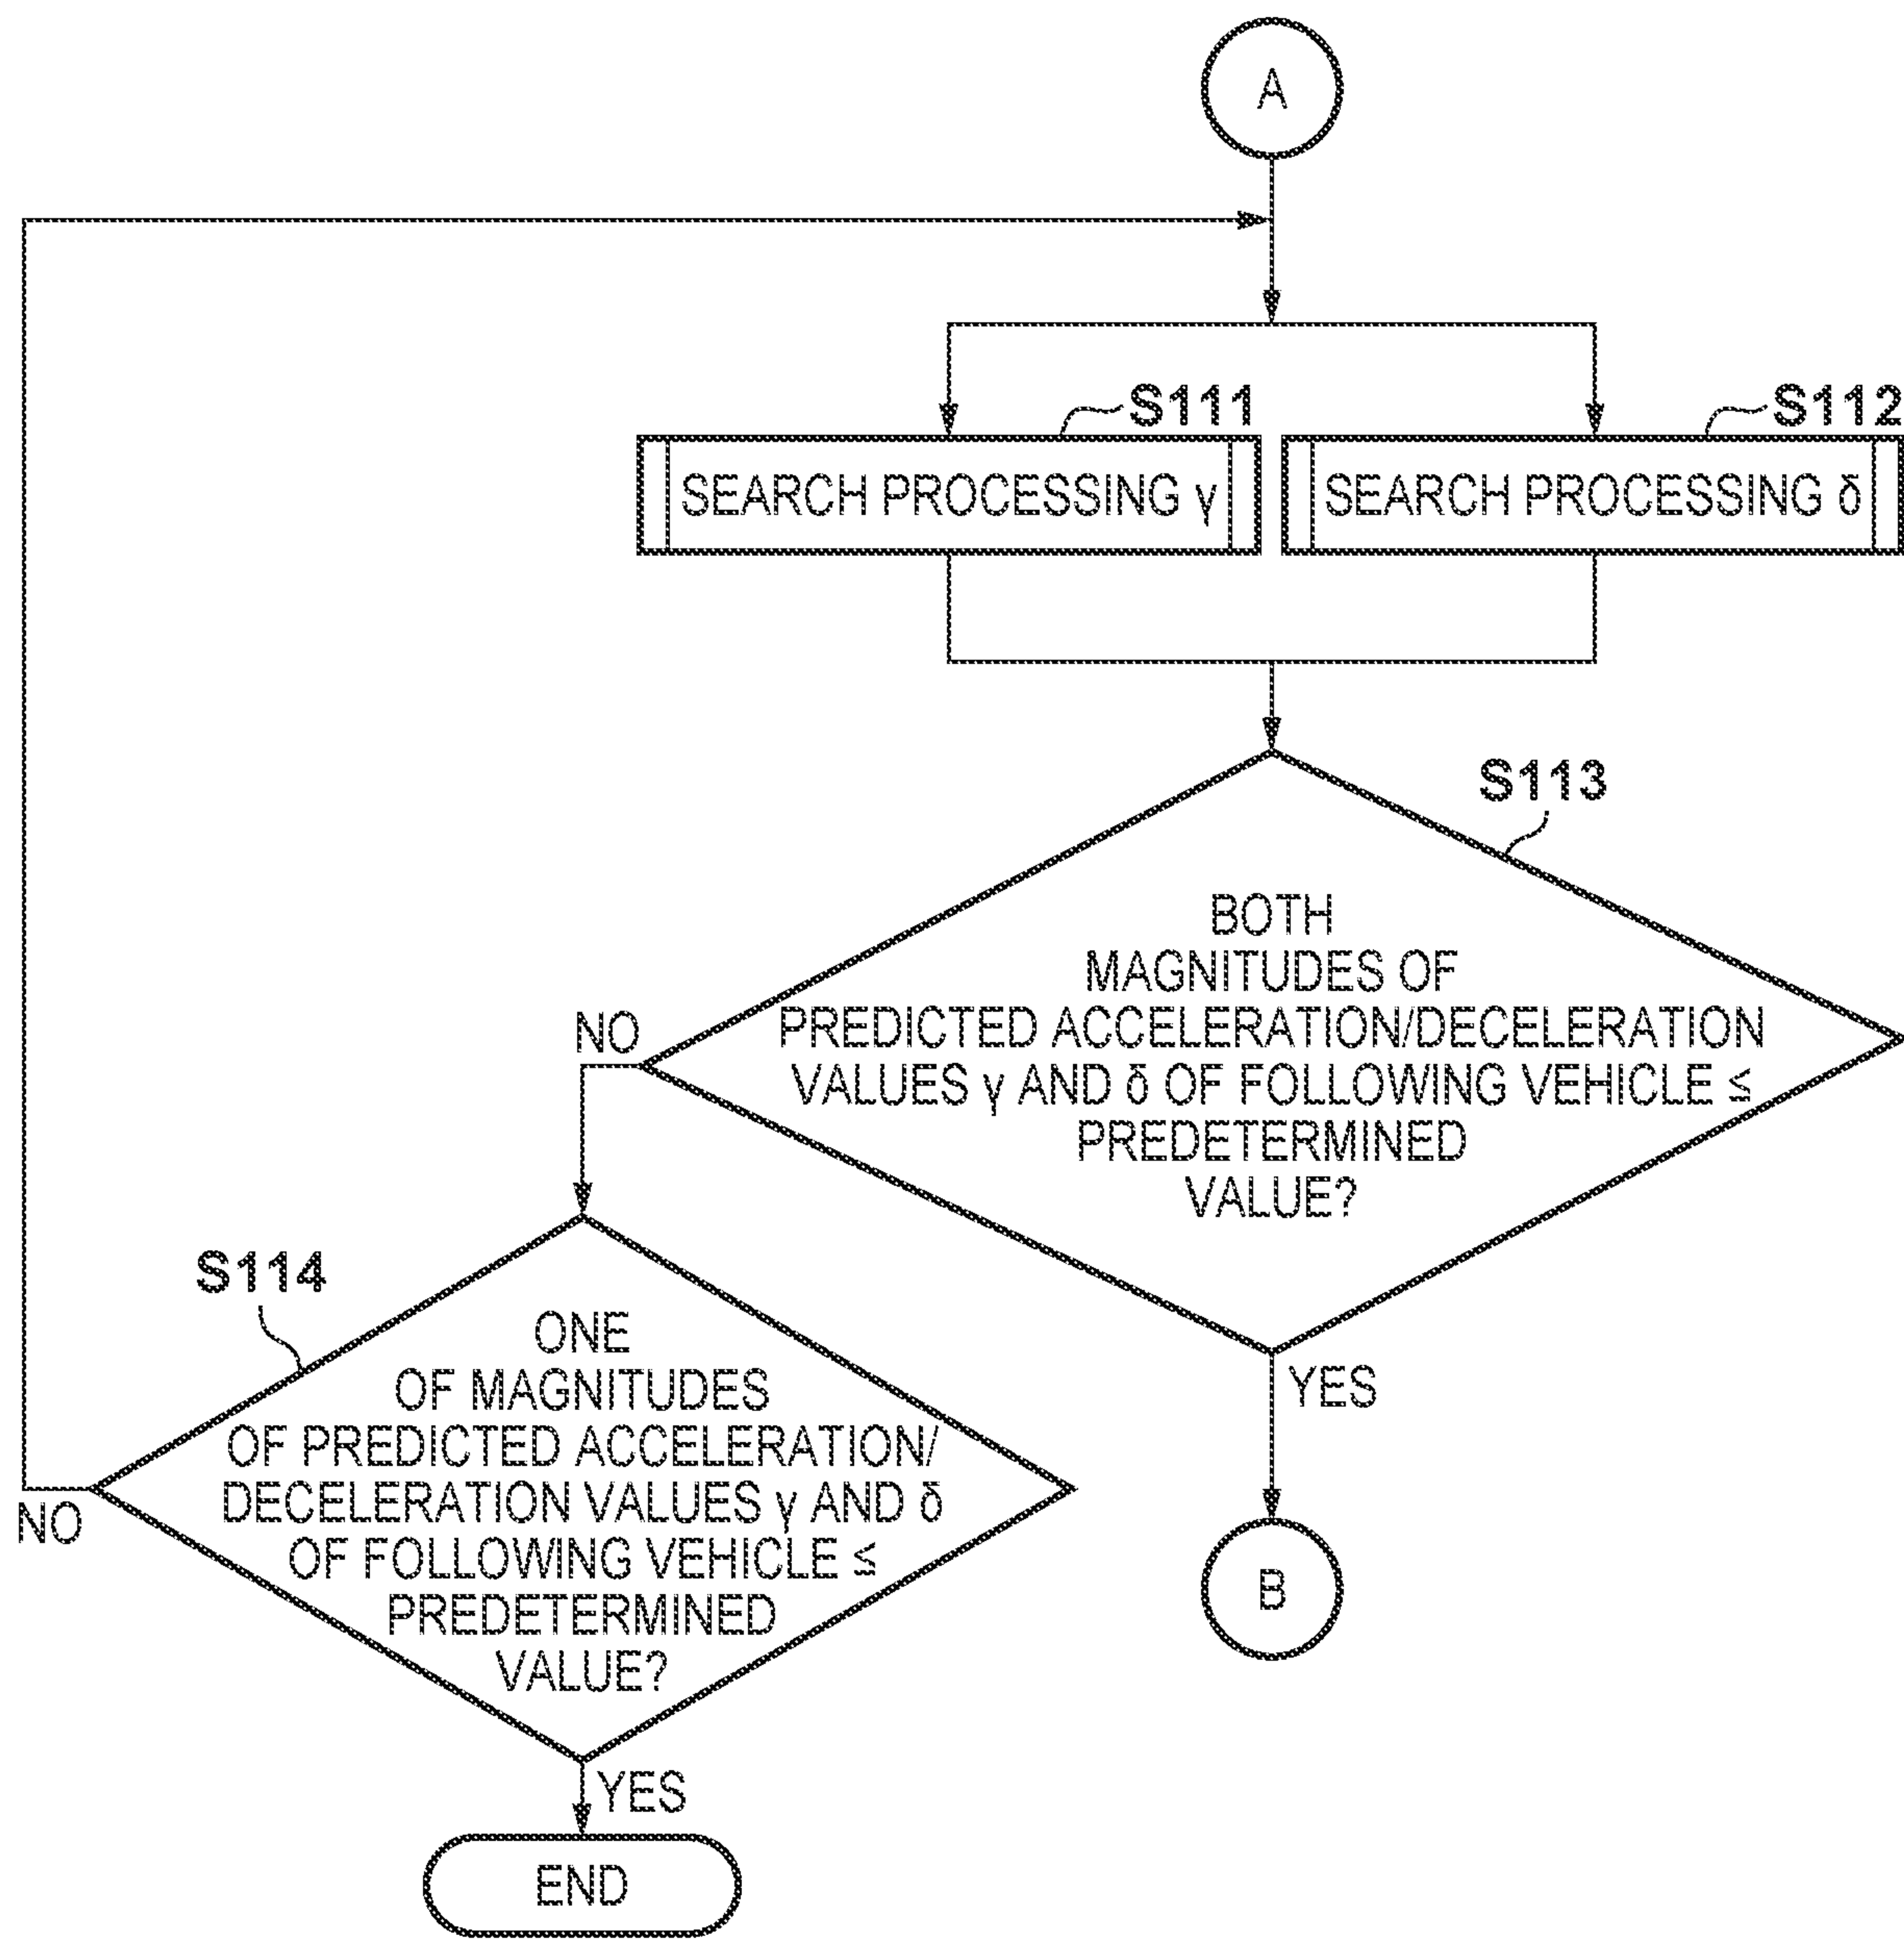 A
S111
S112
SEARCH PROCESSING γ
SEARCH PROCESSING δ
S113
BOTH
MAGNITUDES OF
PREDICTED ACCELERATION/DECELERATION
VALUES γ AND δ OF FOLLOWING VEHICLE ≤
PREDETERMINED
VALUE?
NO
YES
S114
ONE
OF MAGNITUDES
OF PREDICTED ACCELERATION/
DECELERATION VALUES γ AND δ
OF FOLLOWING VEHICLE ≤
PREDETERMINED
VALUE?
NO
B
YES
END